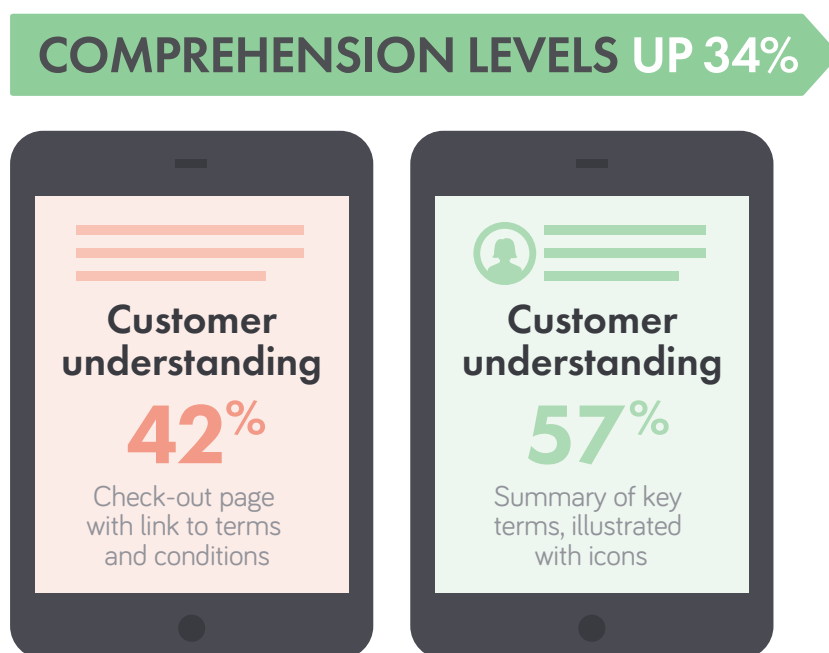 COMPREHENSION LEVELS UP 34%
Customer
understanding
42%
Check-out page
with link to terms
and conditions
Customer
understanding
57%
Summary of key
terms, illustrated
with icons